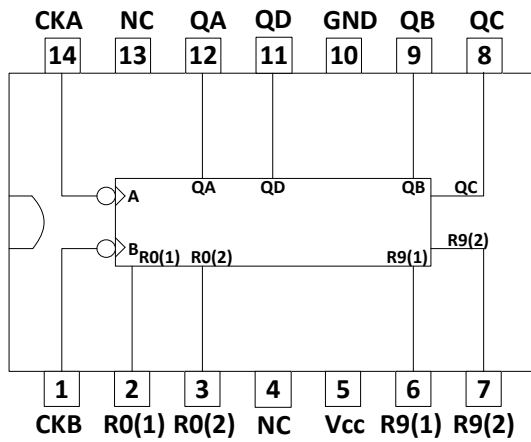 CKA NC QA QD GND QB QC
14 13 12 11 10 9 8
QA QD QB QC
A
B R9(2)
R0(1) R0(2) R9(1)
1 2 3 4 5 6 7
CKB R0(1) R0(2) NC Vcc R9(1) R9(2)